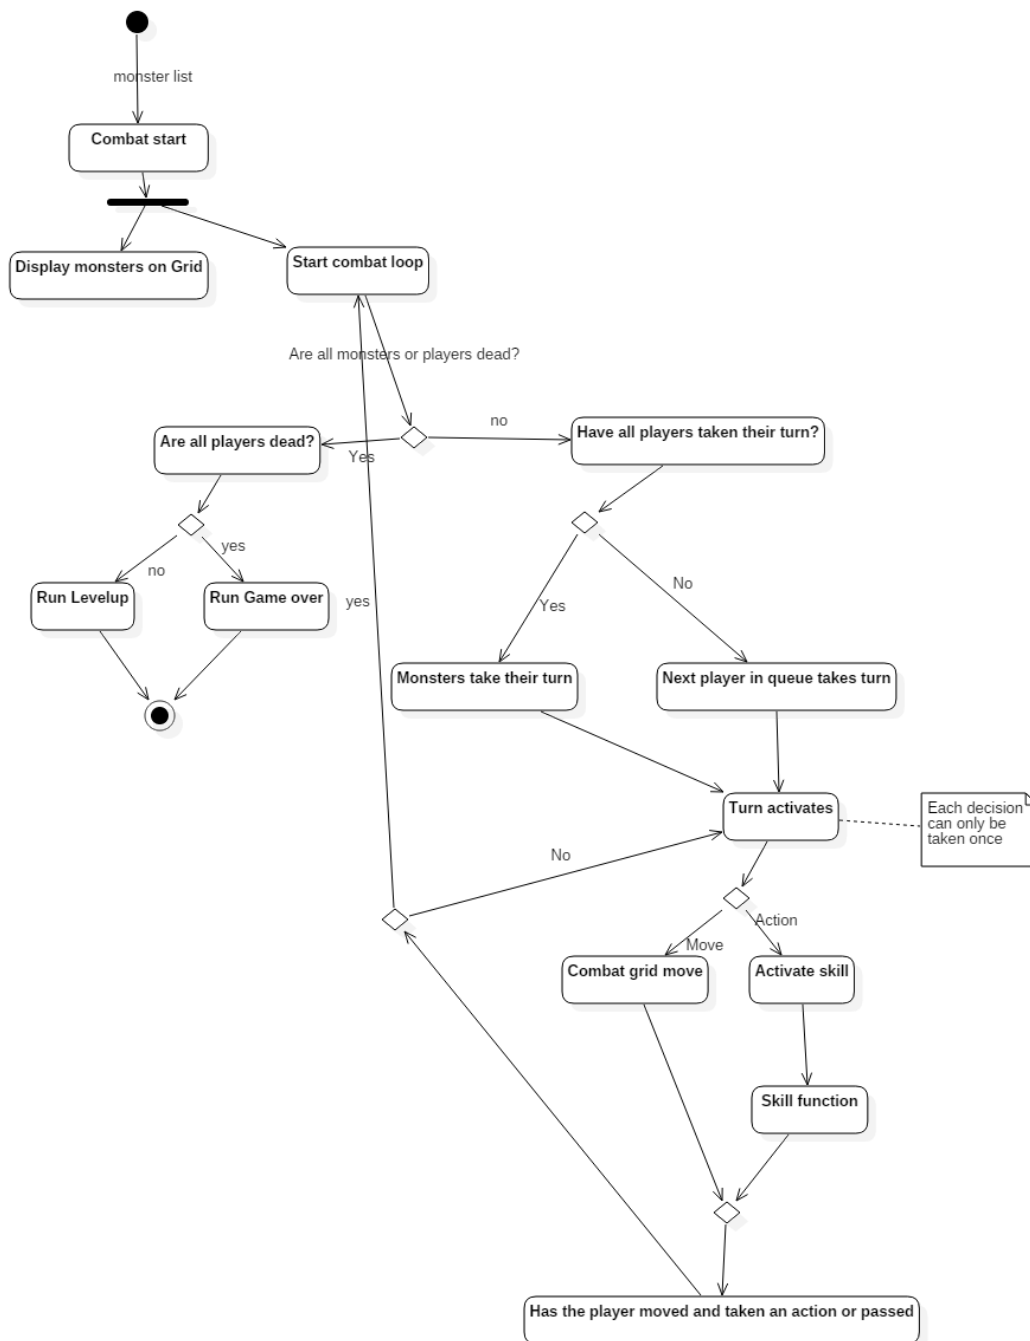 monster list
Combat start
Display monsters on Grid
Start combat loop
Are all monsters or players dead?
no
Yes
Are all players dead?
Have all players taken their turn?
yes
no
Run Levelup
Run Game over
yes
Yes
No
Monsters take their turn
Next player in queue takes turn
Turn activates
Each decision
can only be
taken once
No
Action
Move
Combat grid move
Activate skill
Skill function
Has the player moved and taken an action or passed